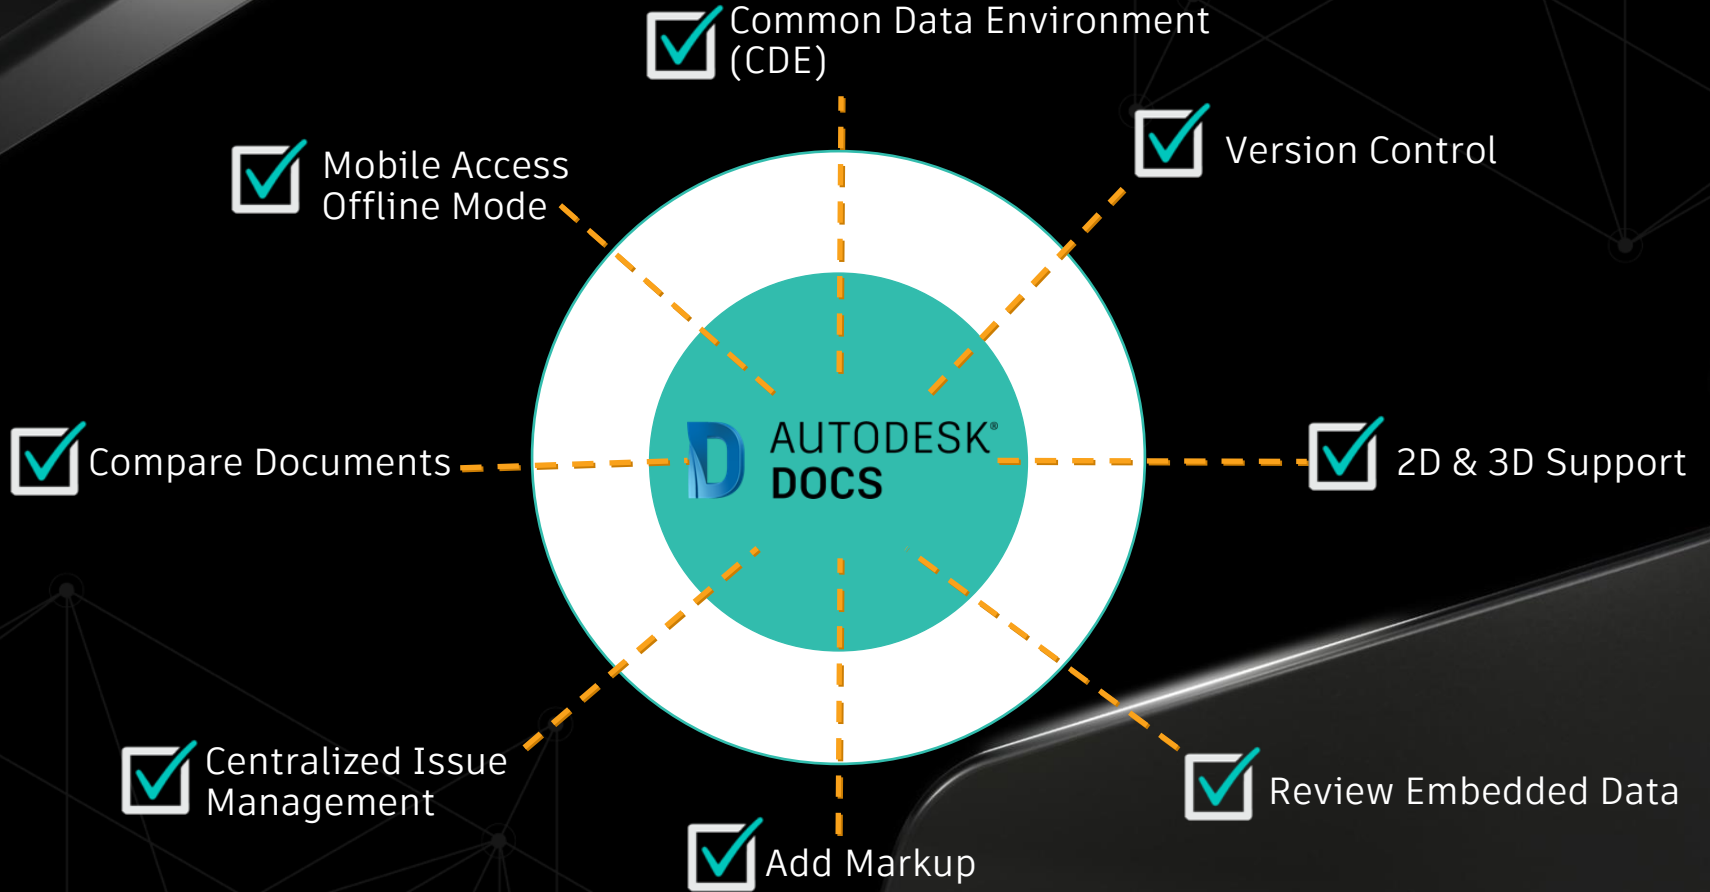 Common Data Environment
(CDE)
Version Control
Mobile Access
Offline Mode
Compare Documents
AUTODESK®
DOCS
2D & 3D Support
Centralized Issue
Management
Review Embedded Data
Add Markup